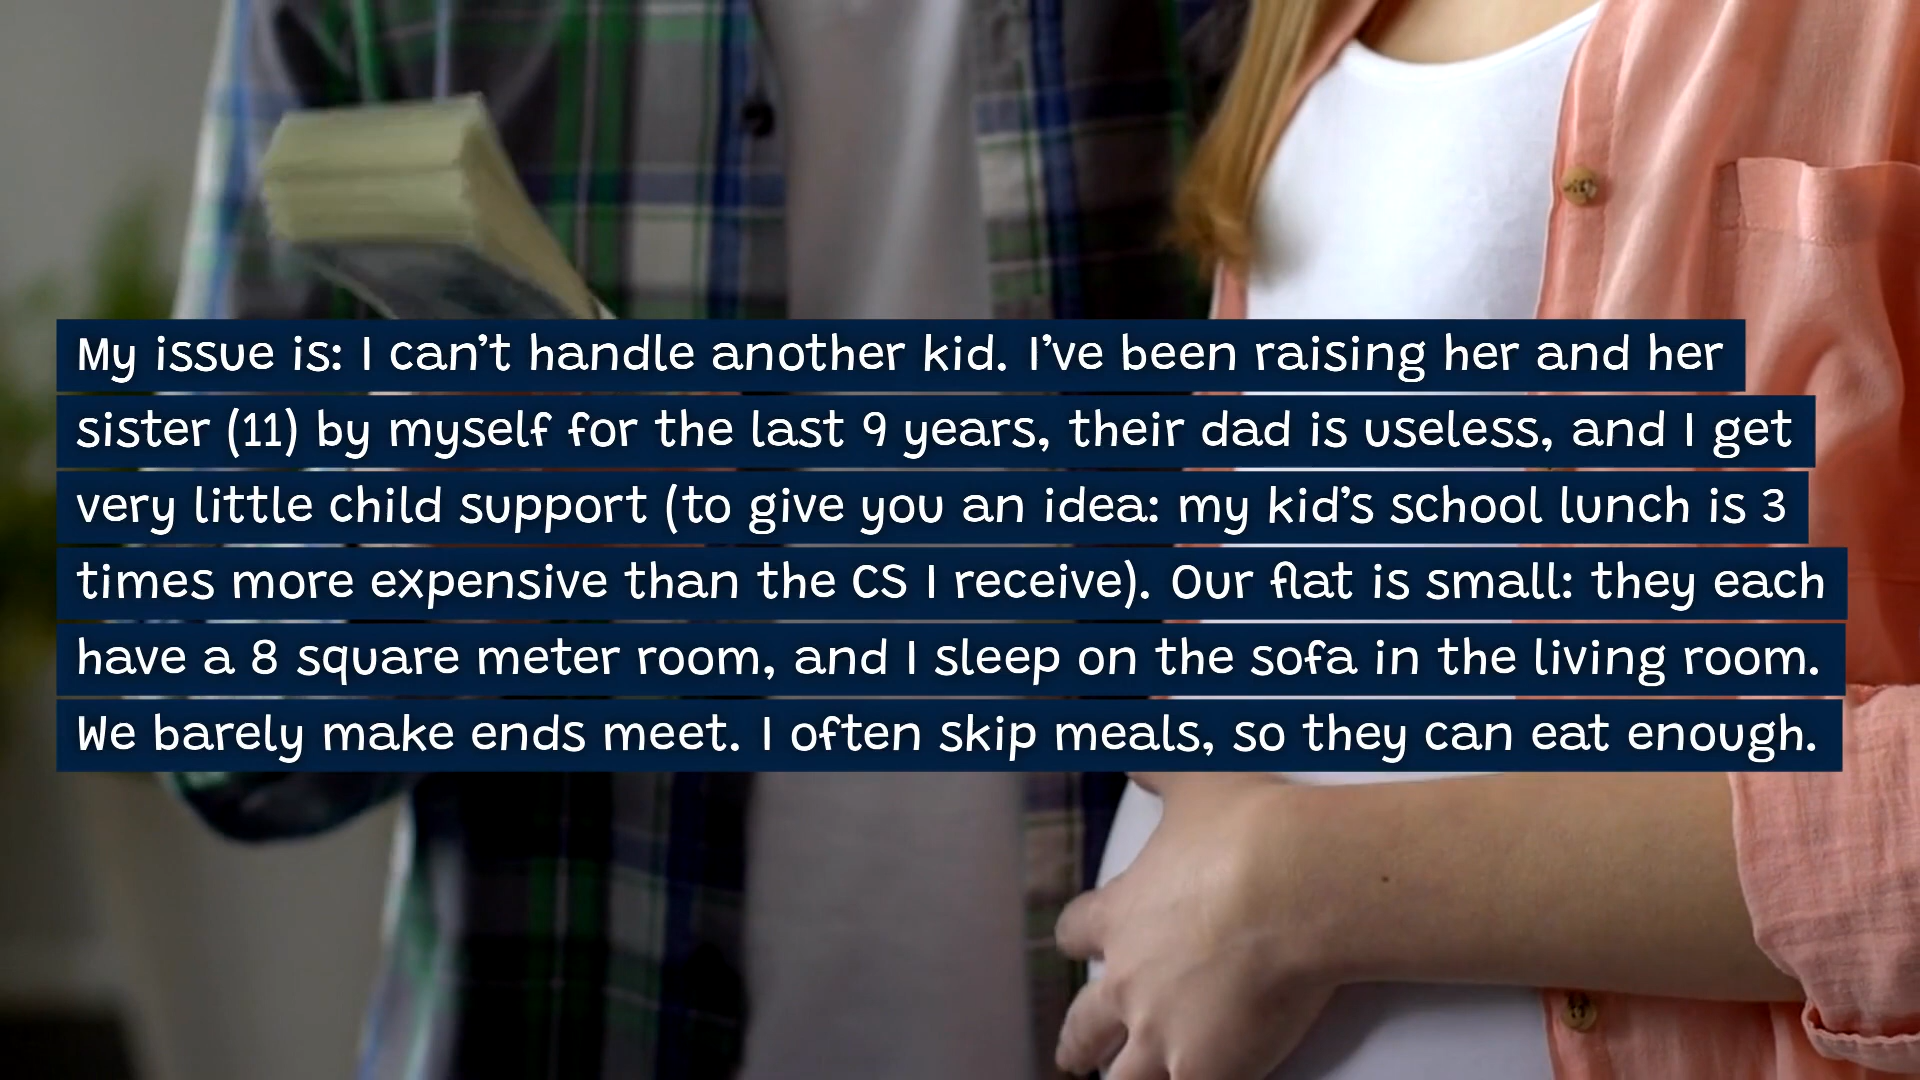 My issue is: I can’t handle another kid. I’ve been raising her and her
sister (11) by myself for the last 9 years, their dad is useless, and I get
very little child support (to give you an idea: my kid’s school lunch is 3
times more expensive than the CS I receive). Our flat is small: they each
have a 8 square meter room, and I sleep on the sofa in the living room.
We barely make ends meet. I often skip meals, so they can eat enough.